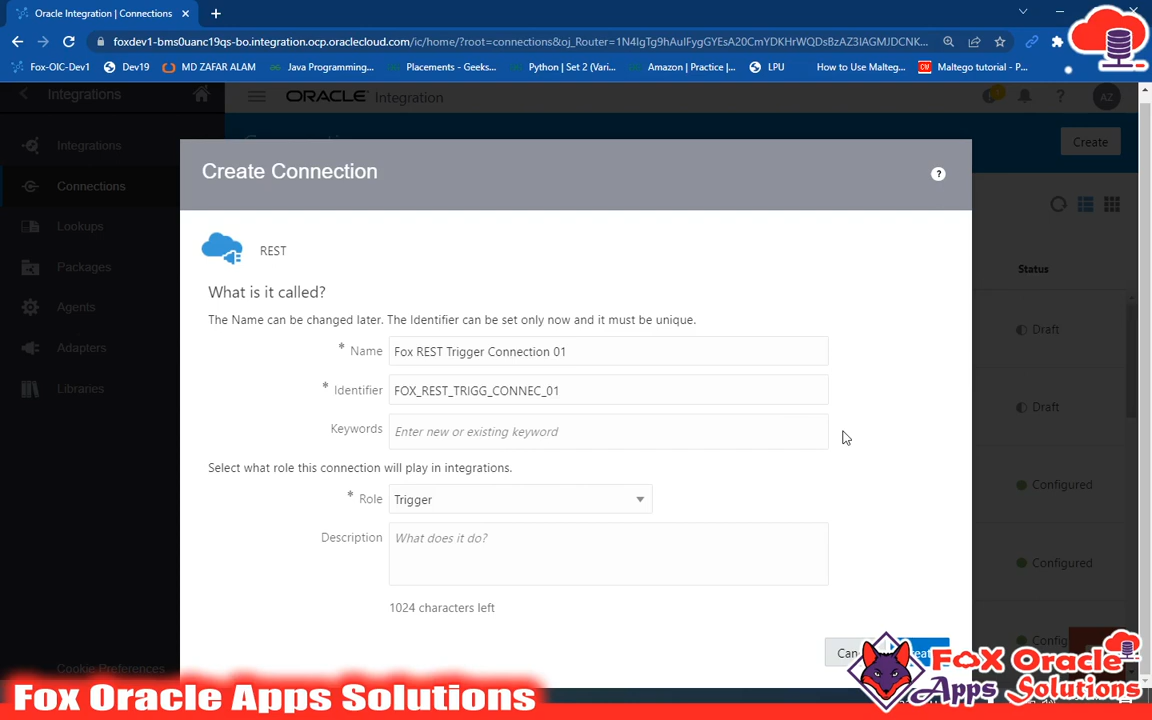 Oracle Integration | Connections
foxdev1-bms0uanc19qs-bo.integration.ocp.oraclecloud.com/ic/home/?root=connections&oj_Router=1N4IgTg9hAuIFygGYEsA20CmYDKHrWQDsBzAZ3IAGMJDCNK...
Fox-OIC-Dev1
Dev19
MD ZAFAR ALAM
Java Programming...
Placements - Geeks...
Python | Set 2 (Vari...
Amazon | Practice |...
LPU
How to Use Malteg...
Maltego tutorial - P...
Integrations
ORACLE Integration
AZ
Create
Integrations
Connections
Lookups
Packages
Agents
Adapters
Libraries
Cookie Preferences
Status
Draft
Draft
Configured
Configured
Create Connection
?
REST
What is it called?
The Name can be changed later. The Identifier can be set only now and it must be unique.
* Name Fox REST Trigger Connection 01
* Identifier FOX_REST_TRIGG_CONNEC_01
Keywords Enter new or existing keyword
Select what role this connection will play in integrations.
* Role Trigger
Description What does it do?
1024 characters left
Fox Oracle Apps Solutions
FOX Oracle
Apps Solutions